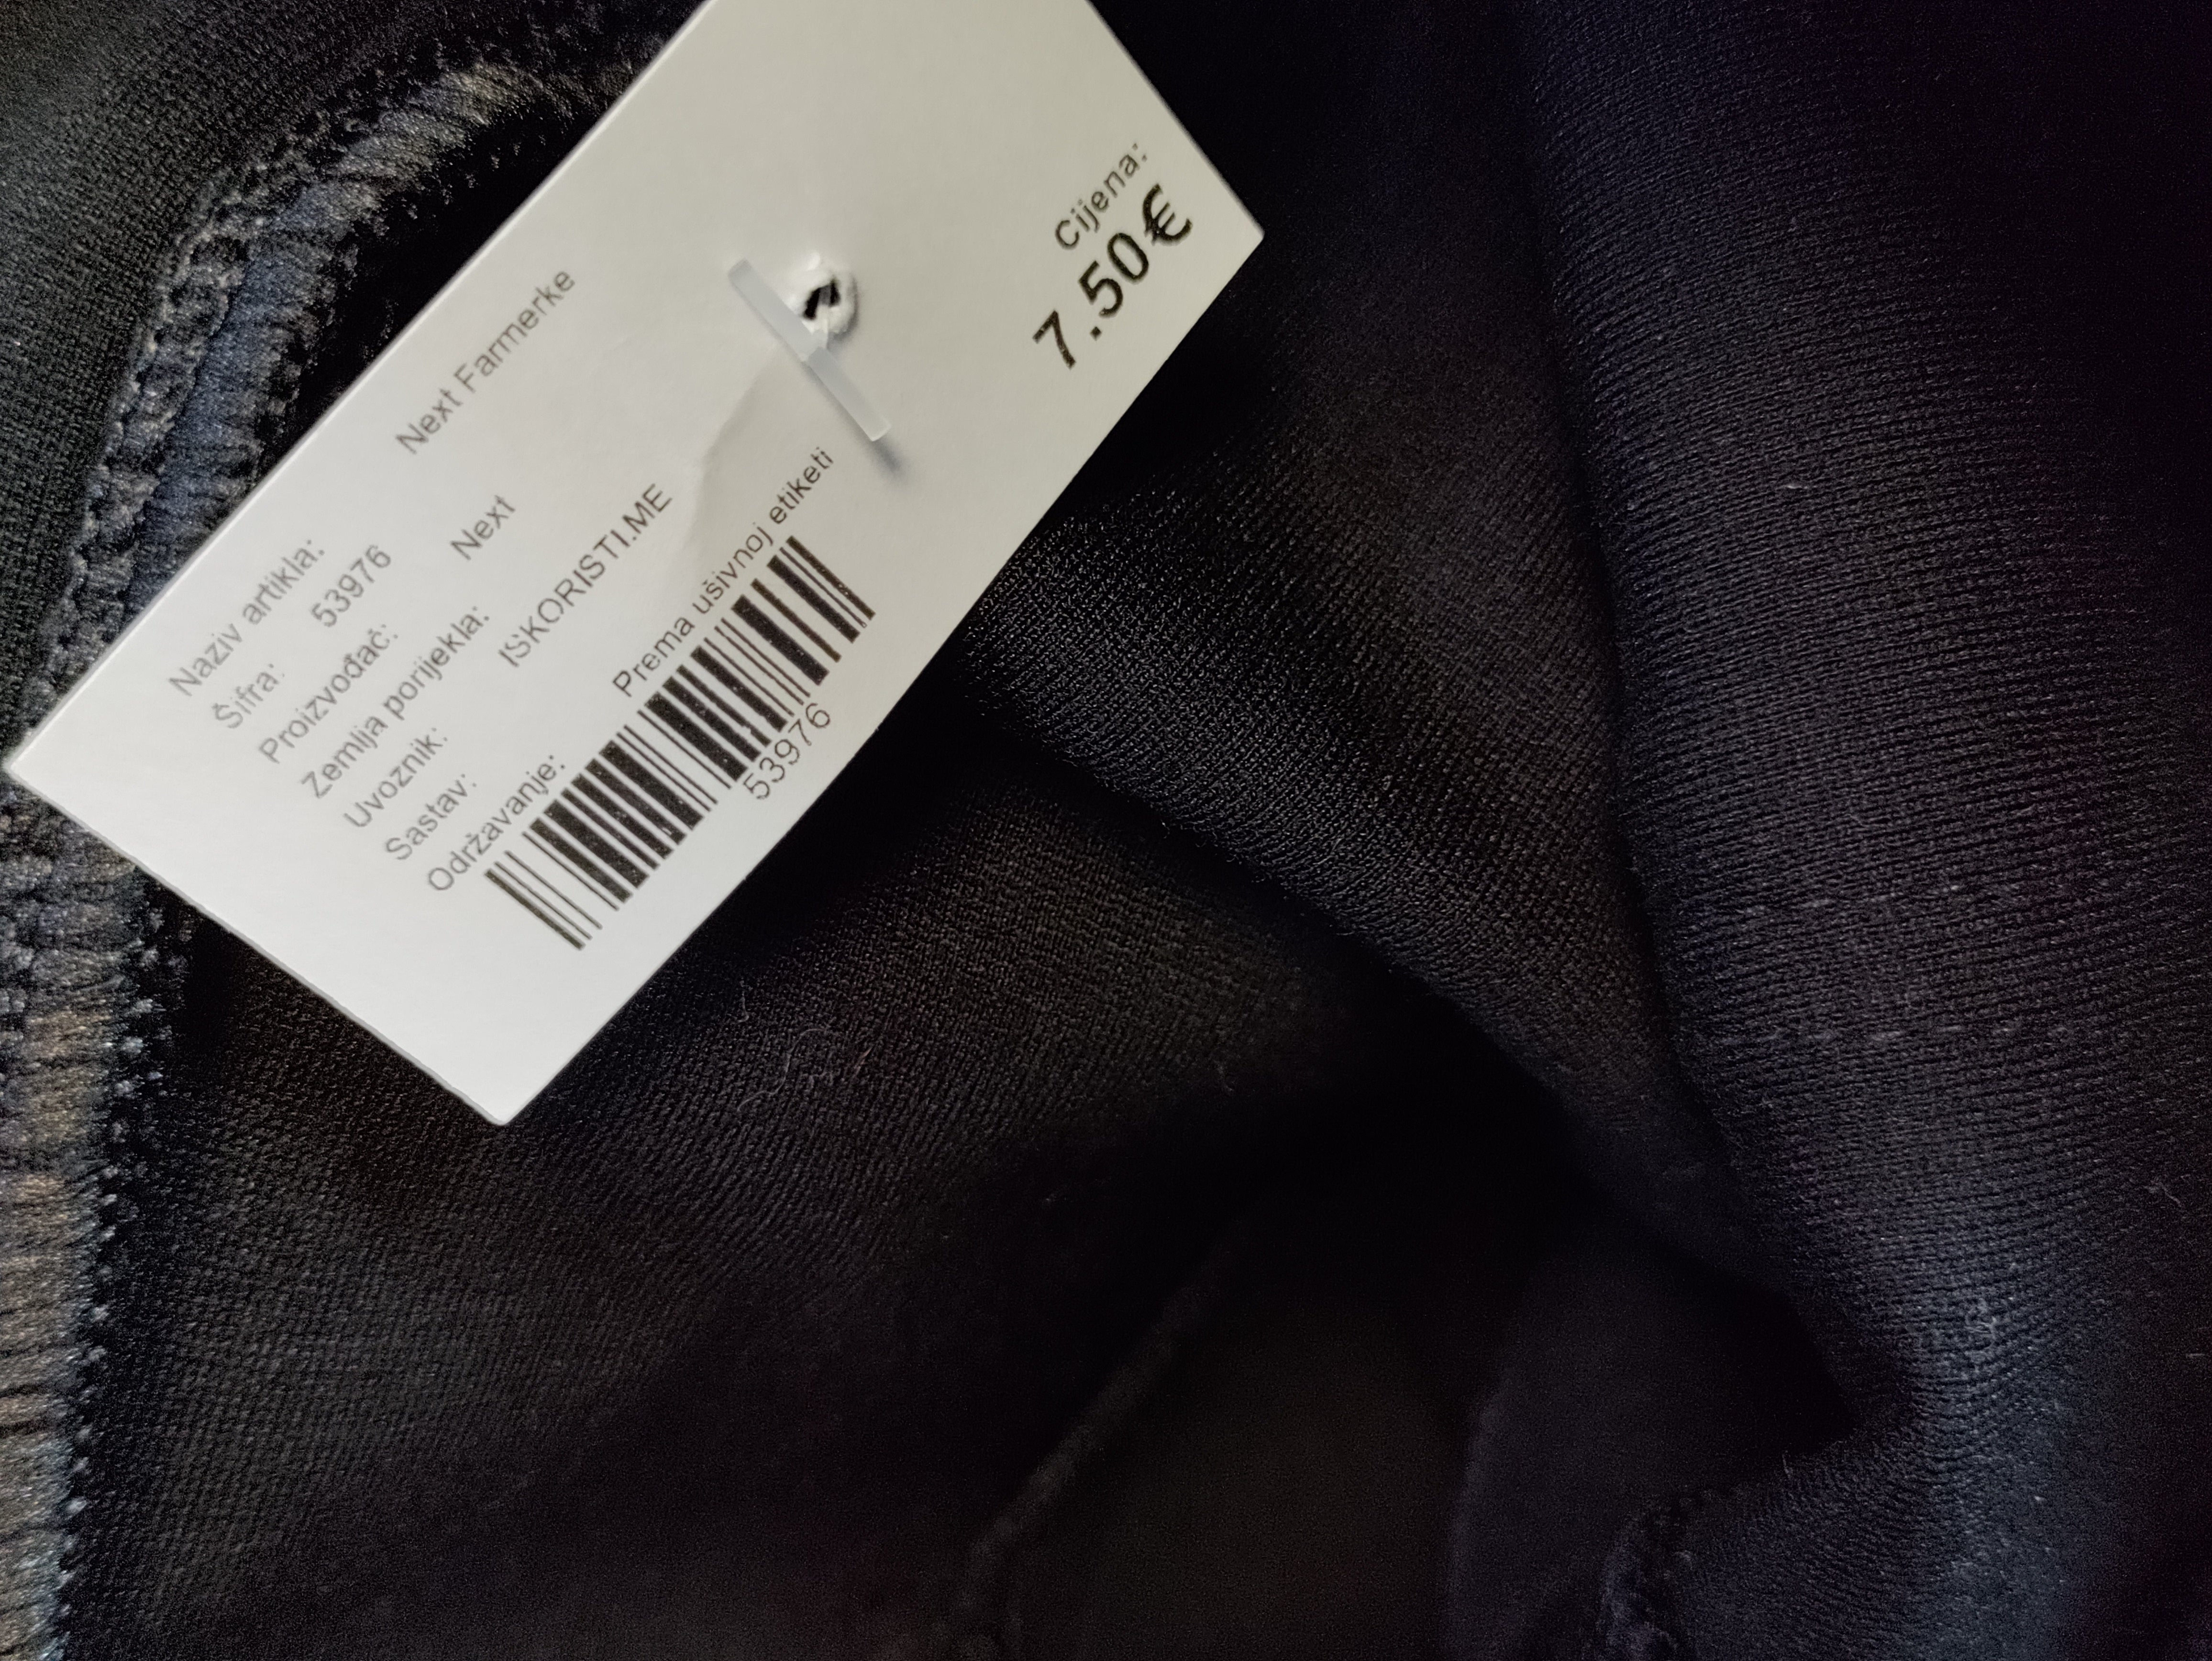 Naziv artikla: Next Farmerke
Šifra: 53976
Proizvođač: Next
Zemlja porijekla:
Uvoznik: ISKORISTI.ME
Sastav:
Održavanje: Prema ušivnoj etiketi
53976
Cijena:
7.50€